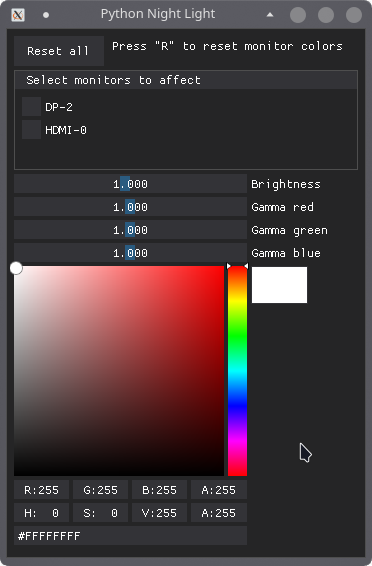 Python Night Light
Reset all
Press "R" to reset monitor colors
Select monitors to affect
DP-2
HDMI-0
1.000 Brightness
1.000 Gamma red
1.000 Gamma green
1.000 Gamma blue
R:255 G:255 B:255 A:255
H: 0 S: 0 V:255 A:255
#FFFFFFFF